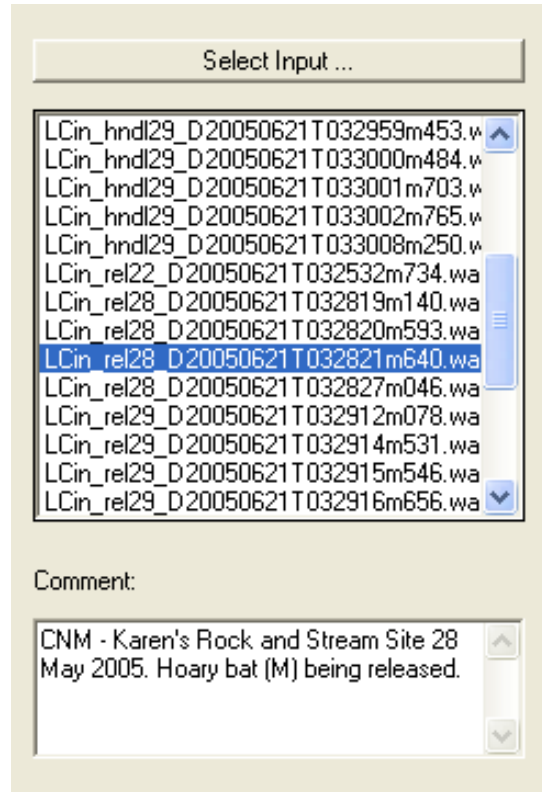 Select Input ...
LCin_hndl29_D20050621T032959m453.w
LCin_hndl29_D20050621T033000m484.w
LCin_hndl29_D20050621T033001m703.w
LCin_hndl29_D20050621T033002m765.w
LCin_hndl29_D20050621T033008m250.w
LCin_rel22_D20050621T032532m734.wa
LCin_rel28_D20050621T032819m140.wa
LCin_rel28_D20050621T032820m593.wa
LCin_rel28_D20050621T032821m640.wa
LCin_rel28_D20050621T032827m046.wa
LCin_rel29_D20050621T032912m078.wa
LCin_rel29_D20050621T032914m531.wa
LCin_rel29_D20050621T032915m546.wa
LCin_rel29_D20050621T032916m656.wa
Comment:
CNM - Karen's Rock and Stream Site 28
May 2005. Hoary bat (M) being released.